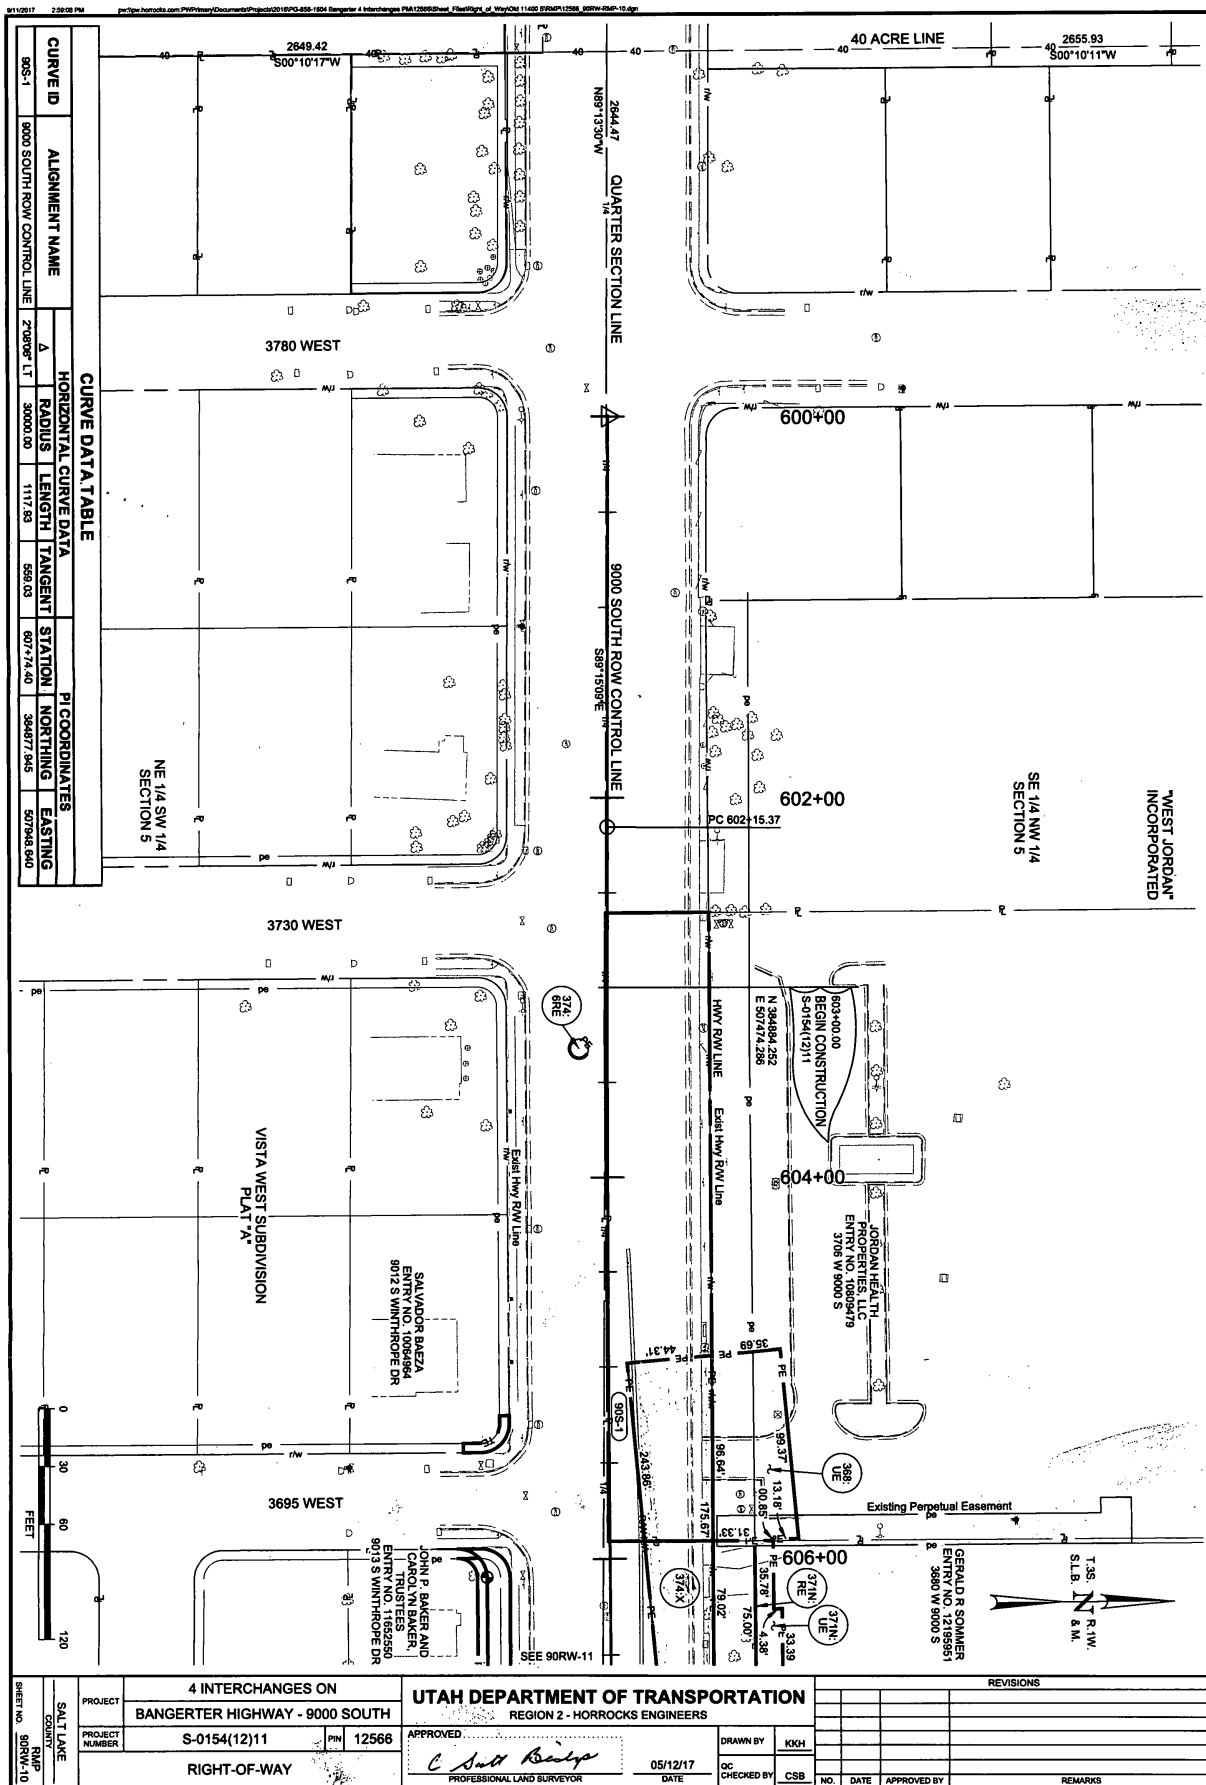 9/11/2017 2:59:08 PM
40 ACRE LINE
2649.42
S00°10'17"W
2655.93
S00°10'11"W
40
40
40
40
40
r/w
2644.47
N89°13'30"W
QUARTER SECTION LINE
1/4
3780 WEST
600+00
9000 SOUTH ROW CONTROL LINE
S89°15'09"E
602+00
PC 602+15.37
NE 1/4 SW 1/4
SECTION 5
SE 1/4 NW 1/4
SECTION 5
"WEST JORDAN"
INCORPORATED
3730 WEST
374:
6RE
HWY R/W LINE
Exist Hwy R/W Line
N 384884.252
E 507474.286
603+00.00
BEGIN CONSTRUCTION
S-0154(12)11
604+00
JORDAN HEALTH
PROPERTIES, LLC
ENTRY NO. 10809479
3706 W 9000 S
VISTA WEST SUBDIVISION
PLAT "A"
Exist Hwy R/W Line
SALVADOR BAEZA
ENTRY NO. 10064964
9012 S WINTHROPE DR
44.31'
35.69
PE
90S-1
243.86'
96.64'
99.37'
13.18'
00.85'
31.33'
175.67'
368:
UE
Existing Perpetual Easement
pe
3695 WEST
606+00
374:X
371N:
RE
371N:
UE
35.78'
79.02'
75.00'
4.38'
33.39
GERALD R SOMMER
ENTRY NO. 12195951
3680 W 9000 S
T.3S. R.1W.
N
S.L.B. & M.
JOHN P. BAKER AND
CAROLYN BAKER,
TRUSTEES
ENTRY NO. 11652550
9013 S WINTHROPE DR
SEE 90RW-11
0 30 60 120
FEET
CURVE DATA TABLE
HORIZONTAL CURVE DATA
PI COORDINATES
CURVE ID ALIGNMENT NAME Δ RADIUS LENGTH TANGENT STATION NORTHING EASTING
90S-1 9000 SOUTH ROW CONTROL LINE 2°08'06" LT 30000.00 1117.93 559.03 607+74.40 384877.945 507948.640
SHEET NO. RMP 90RW-10
SALT LAKE
COUNTY
PROJECT
4 INTERCHANGES ON
BANGERTER HIGHWAY - 9000 SOUTH
PROJECT
NUMBER
S-0154(12)11
PIN 12566
RIGHT-OF-WAY
UTAH DEPARTMENT OF TRANSPORTATION
REGION 2 - HORROCKS ENGINEERS
APPROVED
PROFESSIONAL LAND SURVEYOR
05/12/17
DATE
DRAWN BY KKH
QC
CHECKED BY CSB
REVISIONS
NO. DATE APPROVED BY REMARKS